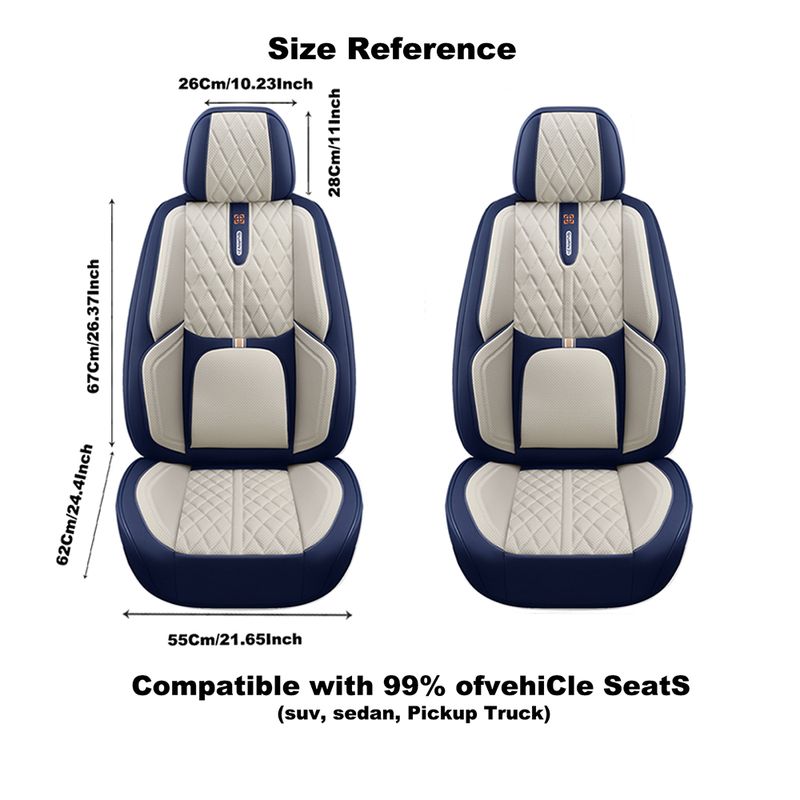 Size Reference
26Cm/10.23Inch
28Cm/11Inch
67Cm/26.37Inch
62Cm/24.4Inch
55Cm/21.65Inch
Compatible with 99% ofvehiCle SeatS
(suv, sedan, Pickup Truck)